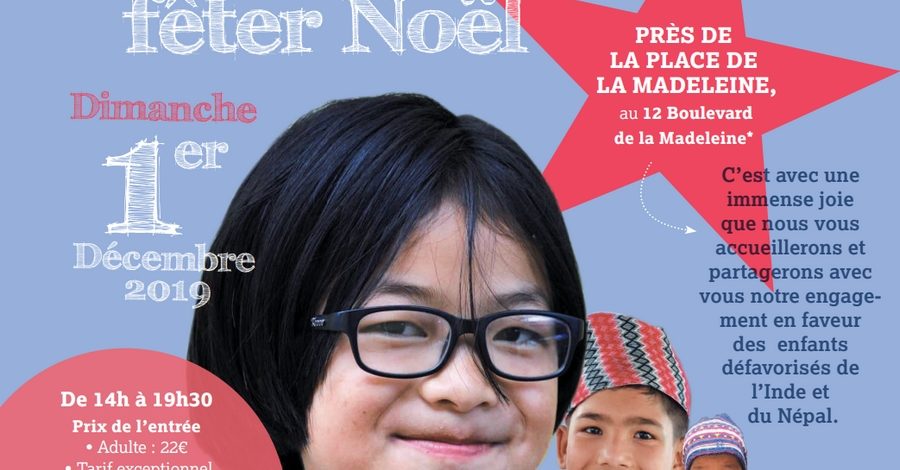 fêter Noël
Dimanche
1er
Décembre
2019
PRÈS DE
LA PLACE DE
LA MADELEINE,
au 12 Boulevard
de la Madeleine*
C'est avec une
immense joie
que nous vous
accueillerons et
partagerons avec
vous notre engage-
ment en faveur
des enfants
défavorisés de
l'Inde et
du Népal.
De 14h à 19h30
Prix de l'entrée
• Adulte : 22€
• Tarif exceptionnel